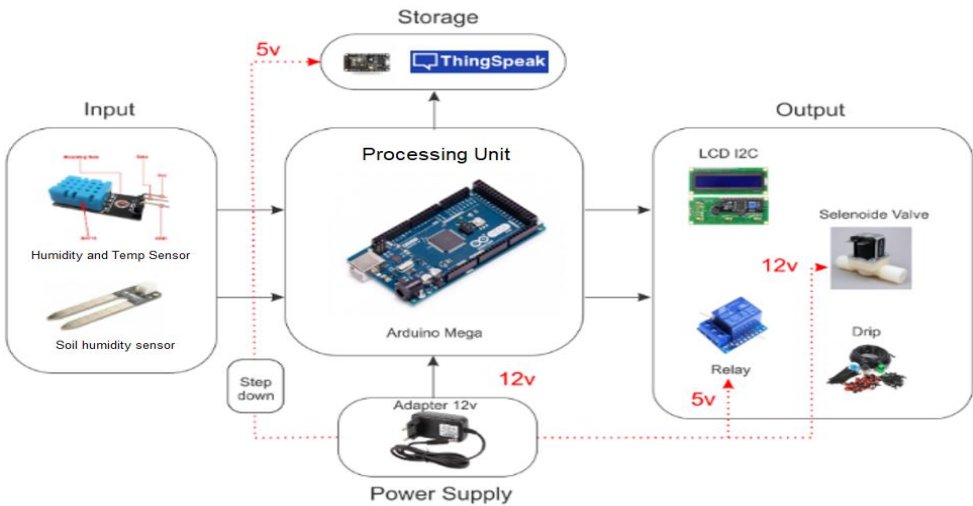 Storage
5v
ThingSpeak
Input
Output
Processing Unit
LCD I2C
Selenoide Valve
Humidity and Temp Sensor
12v
Soil humidity sensor
Arduino Mega
Drip
Relay
Step
down
12v
5v
Adapter 12v
Power Supply